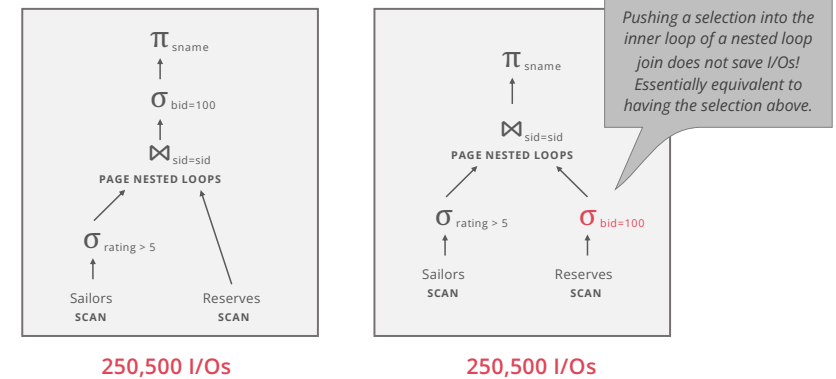 π sname
σ bid=100
⋈ sid=sid
PAGE NESTED LOOPS
σ rating > 5
Sailors
SCAN
Reserves
SCAN
250,500 I/Os
π sname
⋈ sid=sid
PAGE NESTED LOOPS
σ rating > 5
σ bid=100
Sailors
SCAN
Reserves
SCAN
250,500 I/Os
Pushing a selection into the
inner loop of a nested loop
join does not save I/Os!
Essentially equivalent to
having the selection above.